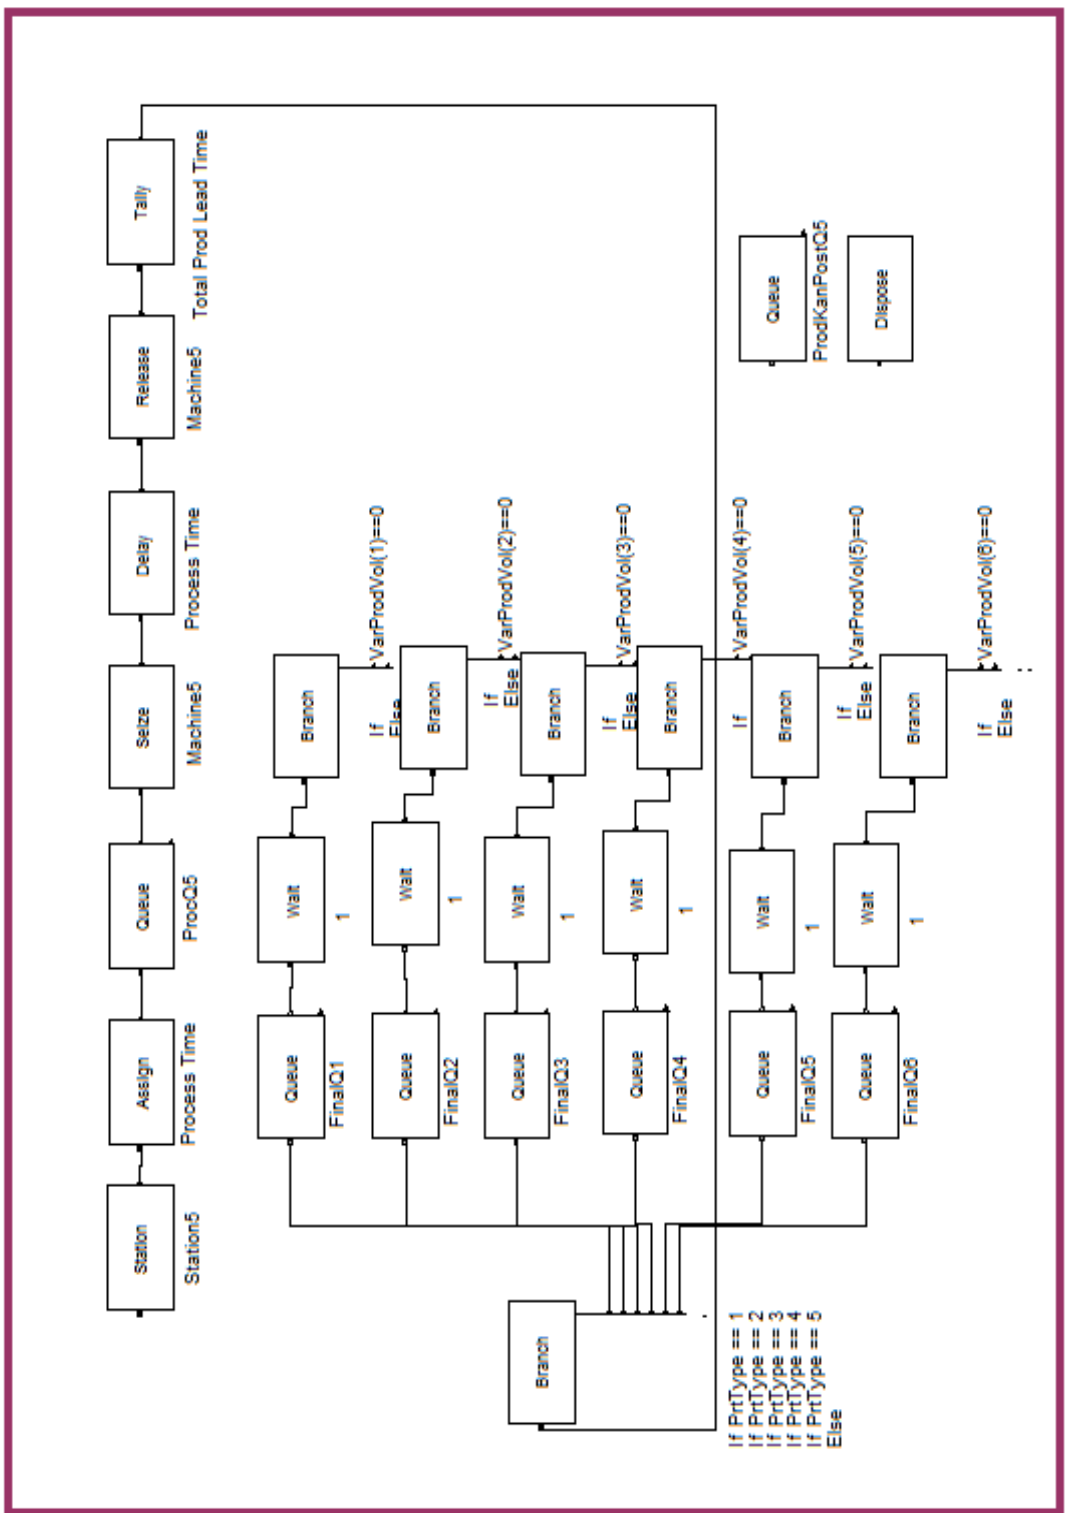 Station
Station5
Assign
Process Time
Queue
ProcQ5
Seize
Machine5
Delay
Process Time
Release
Machine5
Tally
Total Prod Lead Time
Queue
FinalQ1
Wait
1
Branch
If VarProdVol(1)==0
Else
Queue
FinalQ2
Wait
1
Branch
If VarProdVol(2)==0
Else
Queue
FinalQ3
Wait
1
Branch
If VarProdVol(3)==0
Else
Queue
FinalQ4
Wait
1
Branch
If VarProdVol(4)==0
Queue
FinalQ5
Wait
1
Branch
If VarProdVol(5)==0
Else
Queue
FinalQ6
Wait
1
Branch
If VarProdVol(6)==0
Else
Branch
If PrtType == 1
If PrtType == 2
If PrtType == 3
If PrtType == 4
If PrtType == 5
Else
Queue
ProdKanPostQ5
Dispose